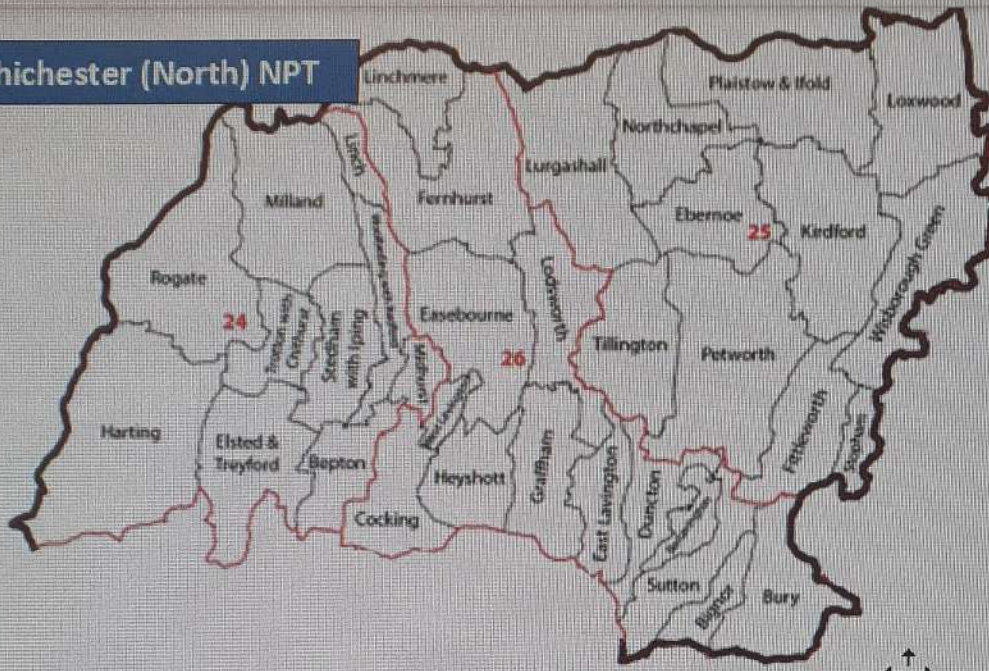 hichester (North) NPT
Linchmere
Plaistow & Ifold
Loxwood
Northchapel
Linch
Lurgashall
Milland
Fernhurst
Ebernoe
25
Kirdford
Wisborough Green
Rogate
Lodsworth
24
Trotton with
Chithurst
Stedham
with Iping
Easebourne
26
Midhurst
Tillington
Petworth
Harting
Elsted &
Treyford
Bepton
Heyshott
Graffham
East Lavington
Duncton
Fittleworth
Stopham
Cocking
Sutton
Bignor
Bury